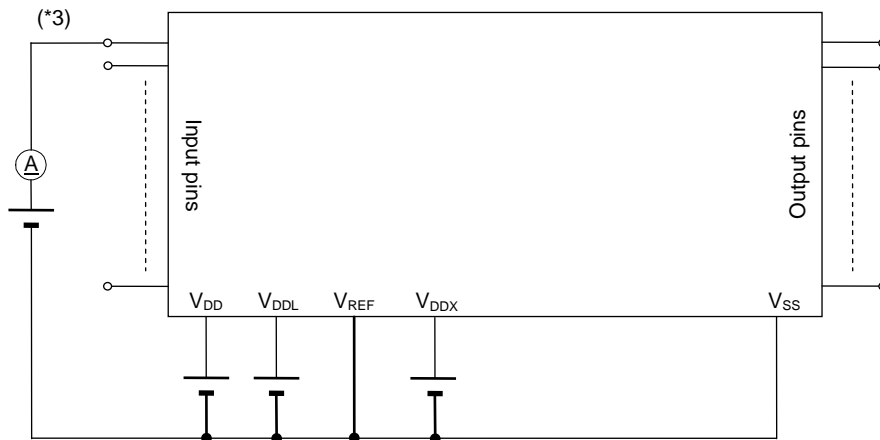 (*3)
A
Input pins
Output pins
VDD
VDDL
VREF
VDDX
VSS